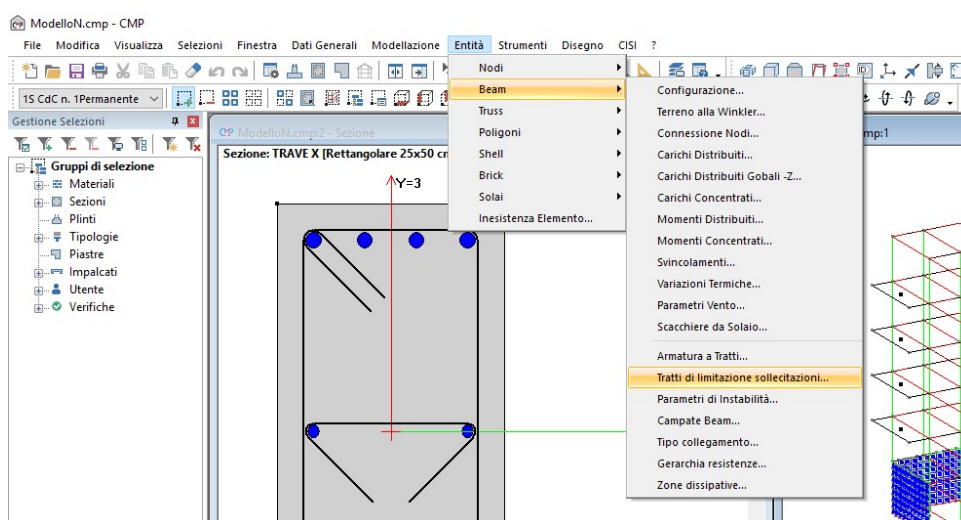 ModelloN.cmp - CMP
File Modifica Visualizza Selezioni Finestra Dati Generali Modellazione Entità Strumenti Disegno CISI ?
1S CdC n. 1Permanente
Gestione Selezioni
Gruppi di selezione
Materiali
Sezioni
Plinti
Tipologie
Piastre
Impalcati
Utente
Verifiche
ModelloN.cmp:2 - Sezione
Sezione: TRAVE X [Rettangolare 25x50 cm
Y=3
Nodi
Beam
Truss
Poligoni
Shell
Brick
Solai
Inesistenza Elemento...
Configurazione...
Terreno alla Winkler...
Connessione Nodi...
Carichi Distribuiti...
Carichi Distribuiti Gobali -Z...
Carichi Concentrati...
Momenti Distribuiti...
Momenti Concentrati...
Svincolamenti...
Variazioni Termiche...
Parametri Vento...
Scacchiere da Solaio...
Armatura a Tratti...
Tratti di limitazione sollecitazioni...
Parametri di Instabilità...
Campate Beam...
Tipo collegamento...
Gerarchia resistenze...
Zone dissipative...
mp:1